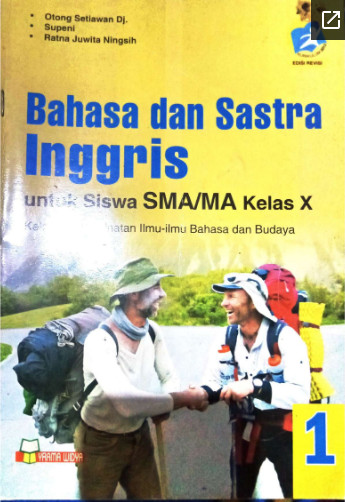 • Otong Setiawan Dj.
• Supeni
• Ratna Juwita Ningsih
EDISI REVISI
Bahasa dan Sastra
Inggris
untuk Siswa SMA/MA Kelas X
Ilmu-ilmu Bahasa dan Budaya
1
YRAMA WIDYA